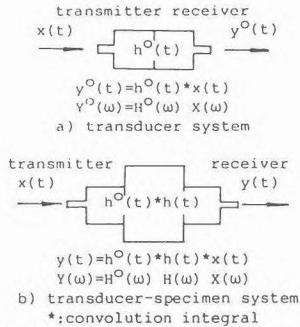 transmitter receiver
x(t) y°(t)
h°(t)
y°(t)=h°(t)*x(t)
Y°(ω)=H°(ω) X(ω)
a) transducer system
transmitter receiver
x(t) y(t)
h°(t)*h(t)
y(t)=h°(t)*h(t)*x(t)
Y(ω)=H°(ω) H(ω) X(ω)
b) transducer-specimen system
*:convolution integral